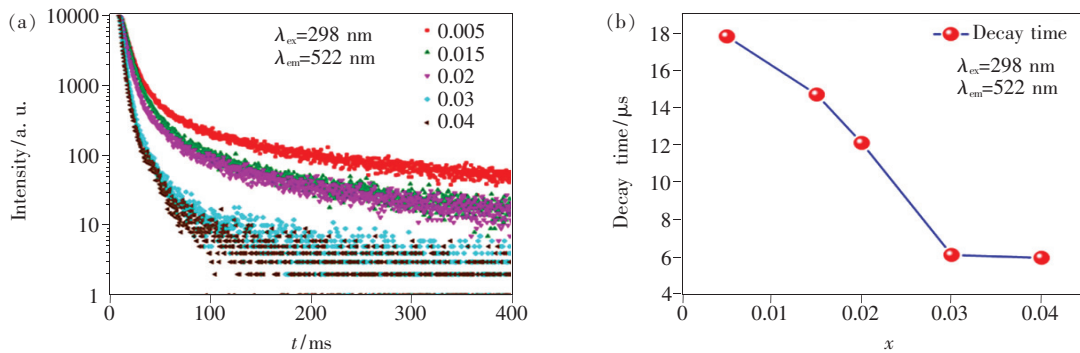 (a)
10000
1000
100
10
1
Intensity/a. u.
λex=298 nm
λem=522 nm
0.005
0.015
0.02
0.03
0.04
0
100
200
300
400
t/ms
(b)
18
16
14
12
10
8
6
4
Decay time/μs
Decay time
λex=298 nm
λem=522 nm
0
0.01
0.02
0.03
0.04
x